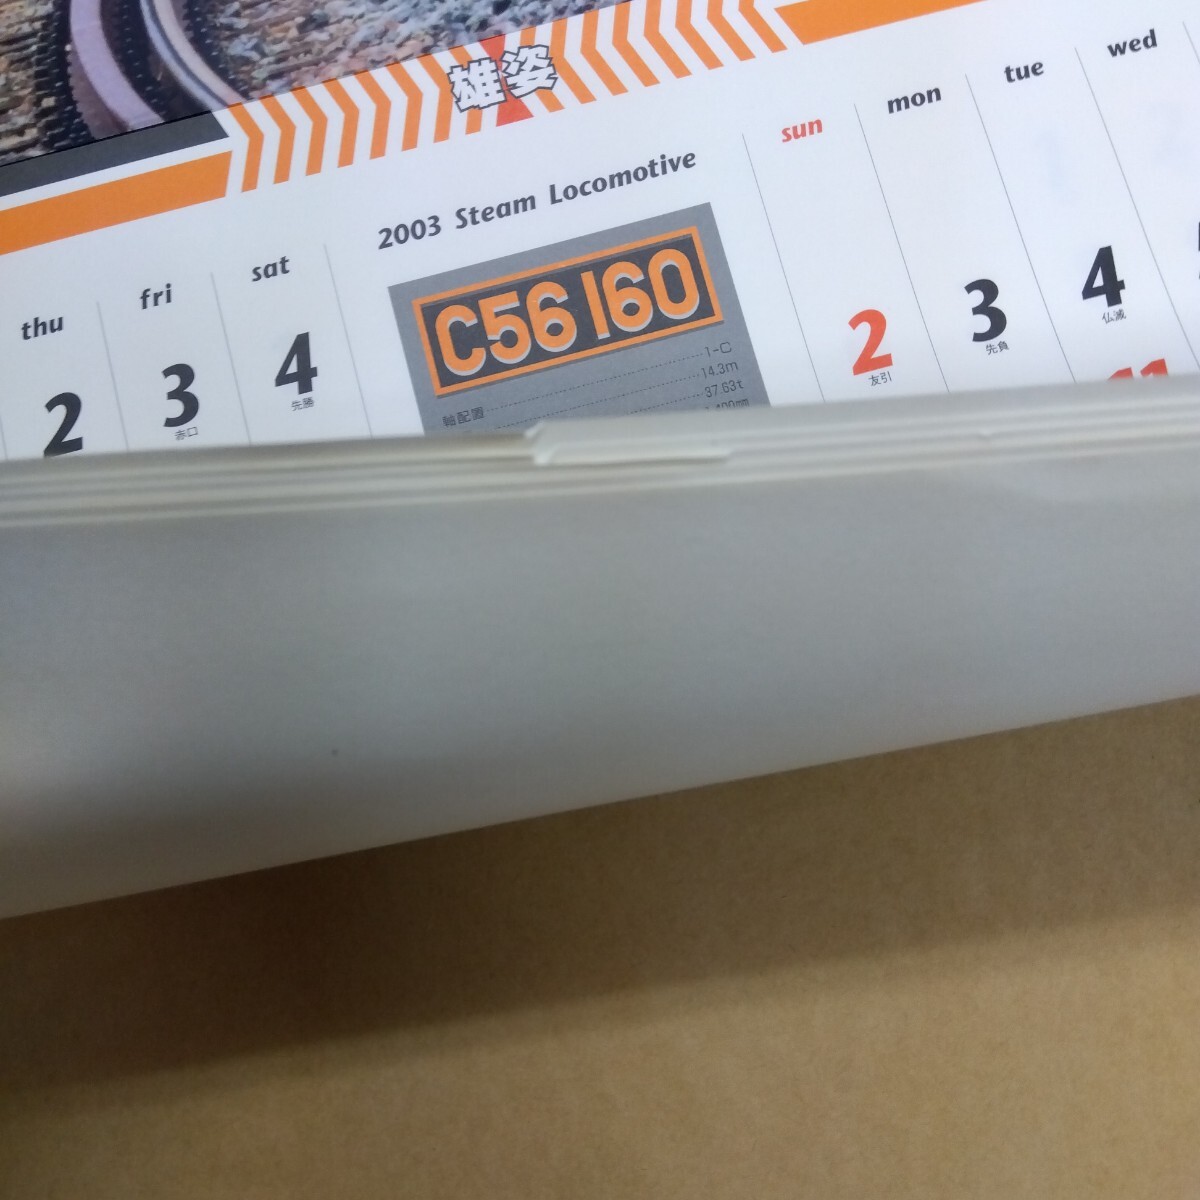 雄姿
2003 Steam Locomotive
C56 160
軸配置 1-C
14.3m
37.63t
thu fri sat
2 3 4
赤口 先勝
sun mon tue wed
2 3 4
友引 先負 仏滅
11